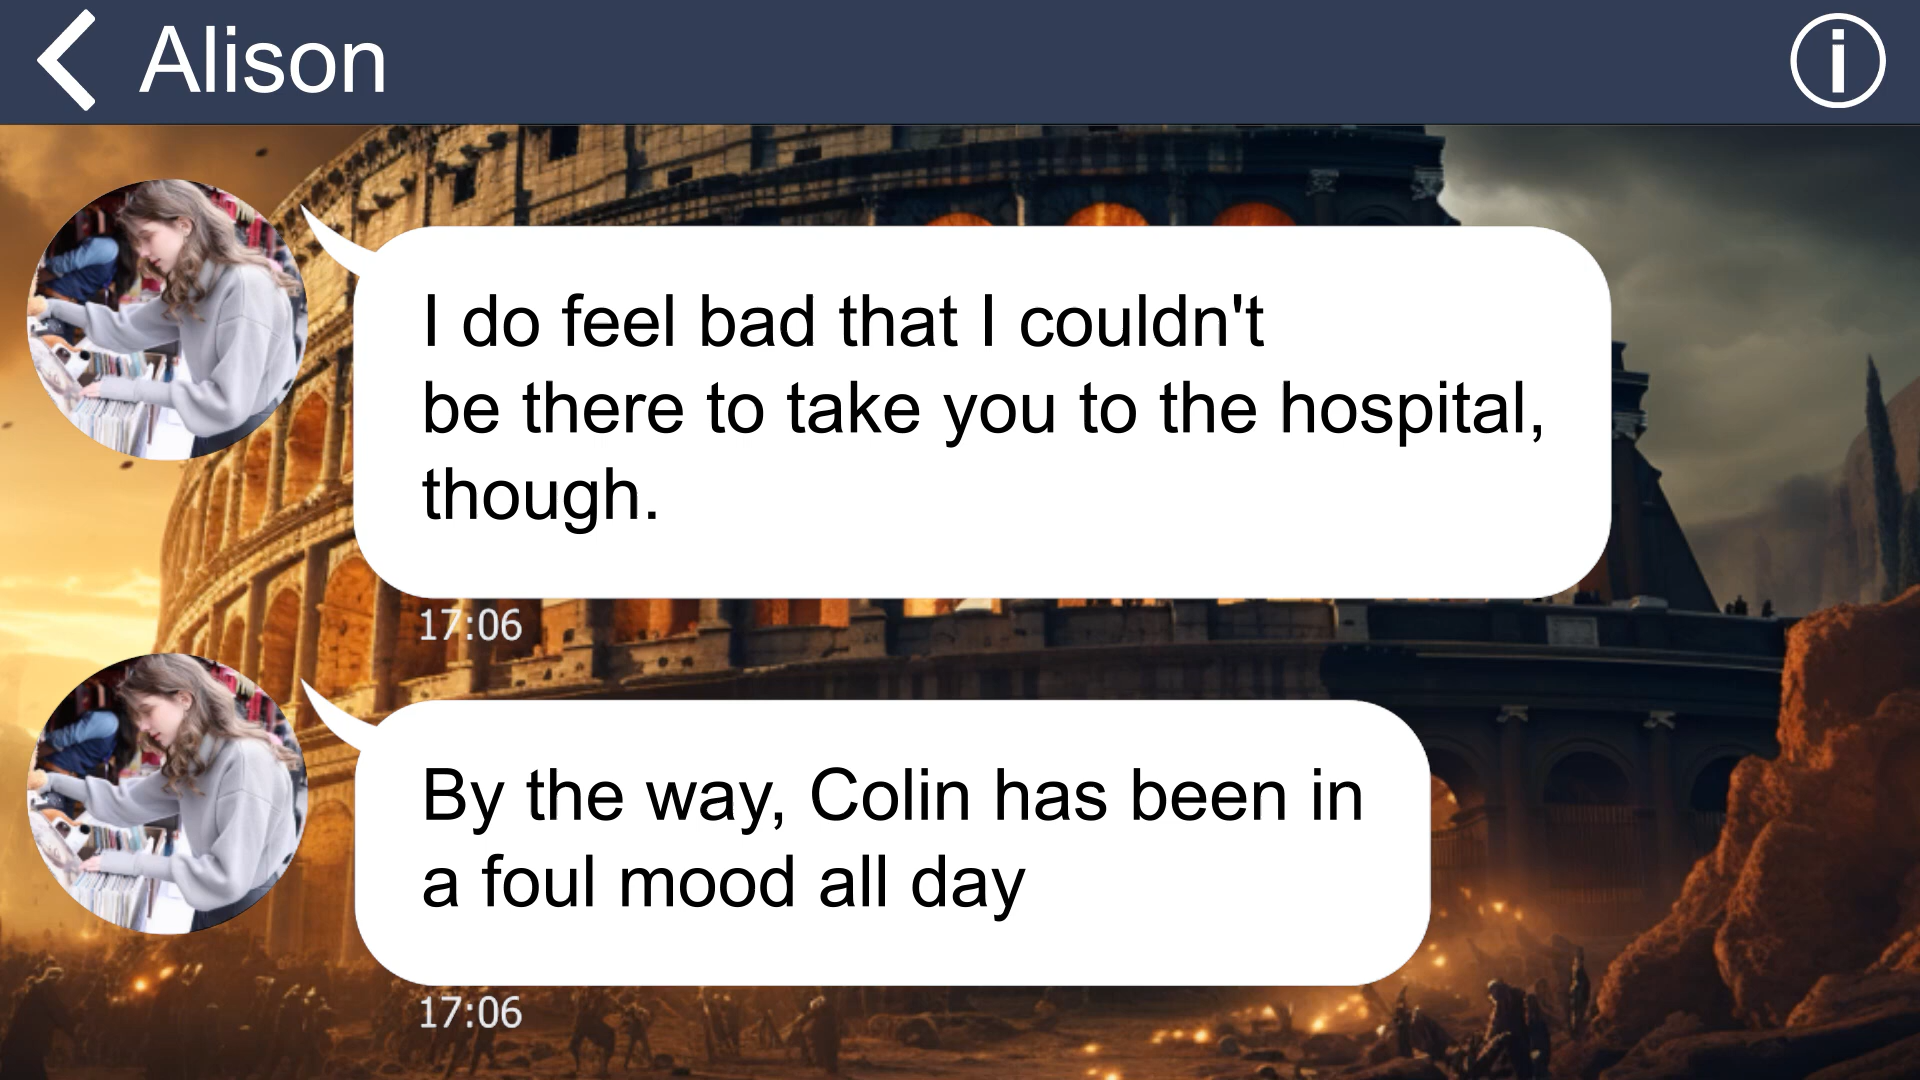 Alison
I do feel bad that I couldn't
be there to take you to the hospital,
though.
17:06
By the way, Colin has been in
a foul mood all day
17:06